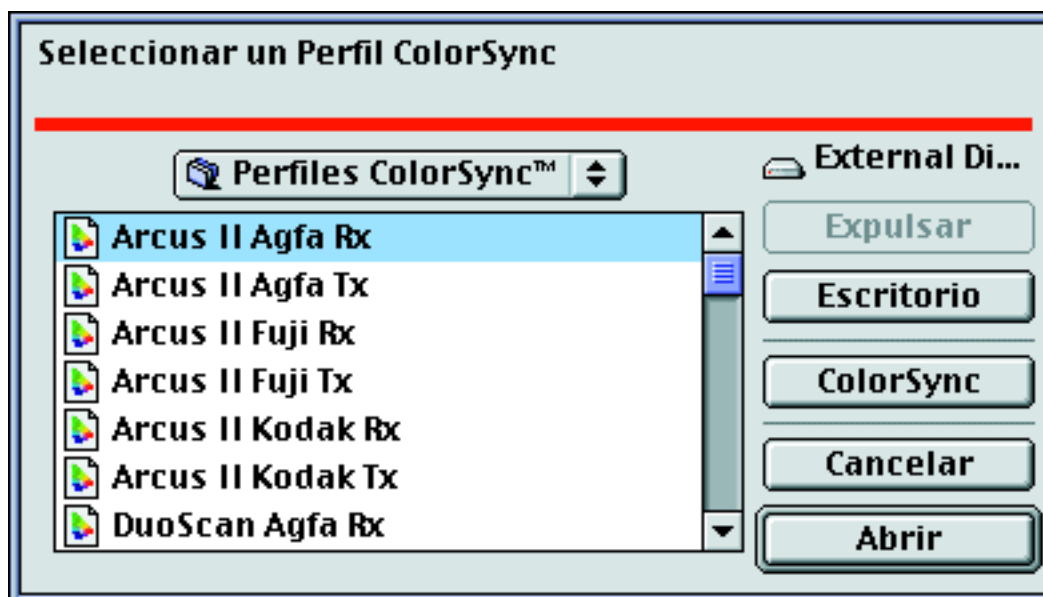 Seleccionar un Perfil ColorSync
Perfiles ColorSync™
External Di...
Arcus II Agfa Rx
Arcus II Agfa Tx
Arcus II Fuji Rx
Arcus II Fuji Tx
Arcus II Kodak Rx
Arcus II Kodak Tx
DuoScan Agfa Rx
Expulsar
Escritorio
ColorSync
Cancelar
Abrir